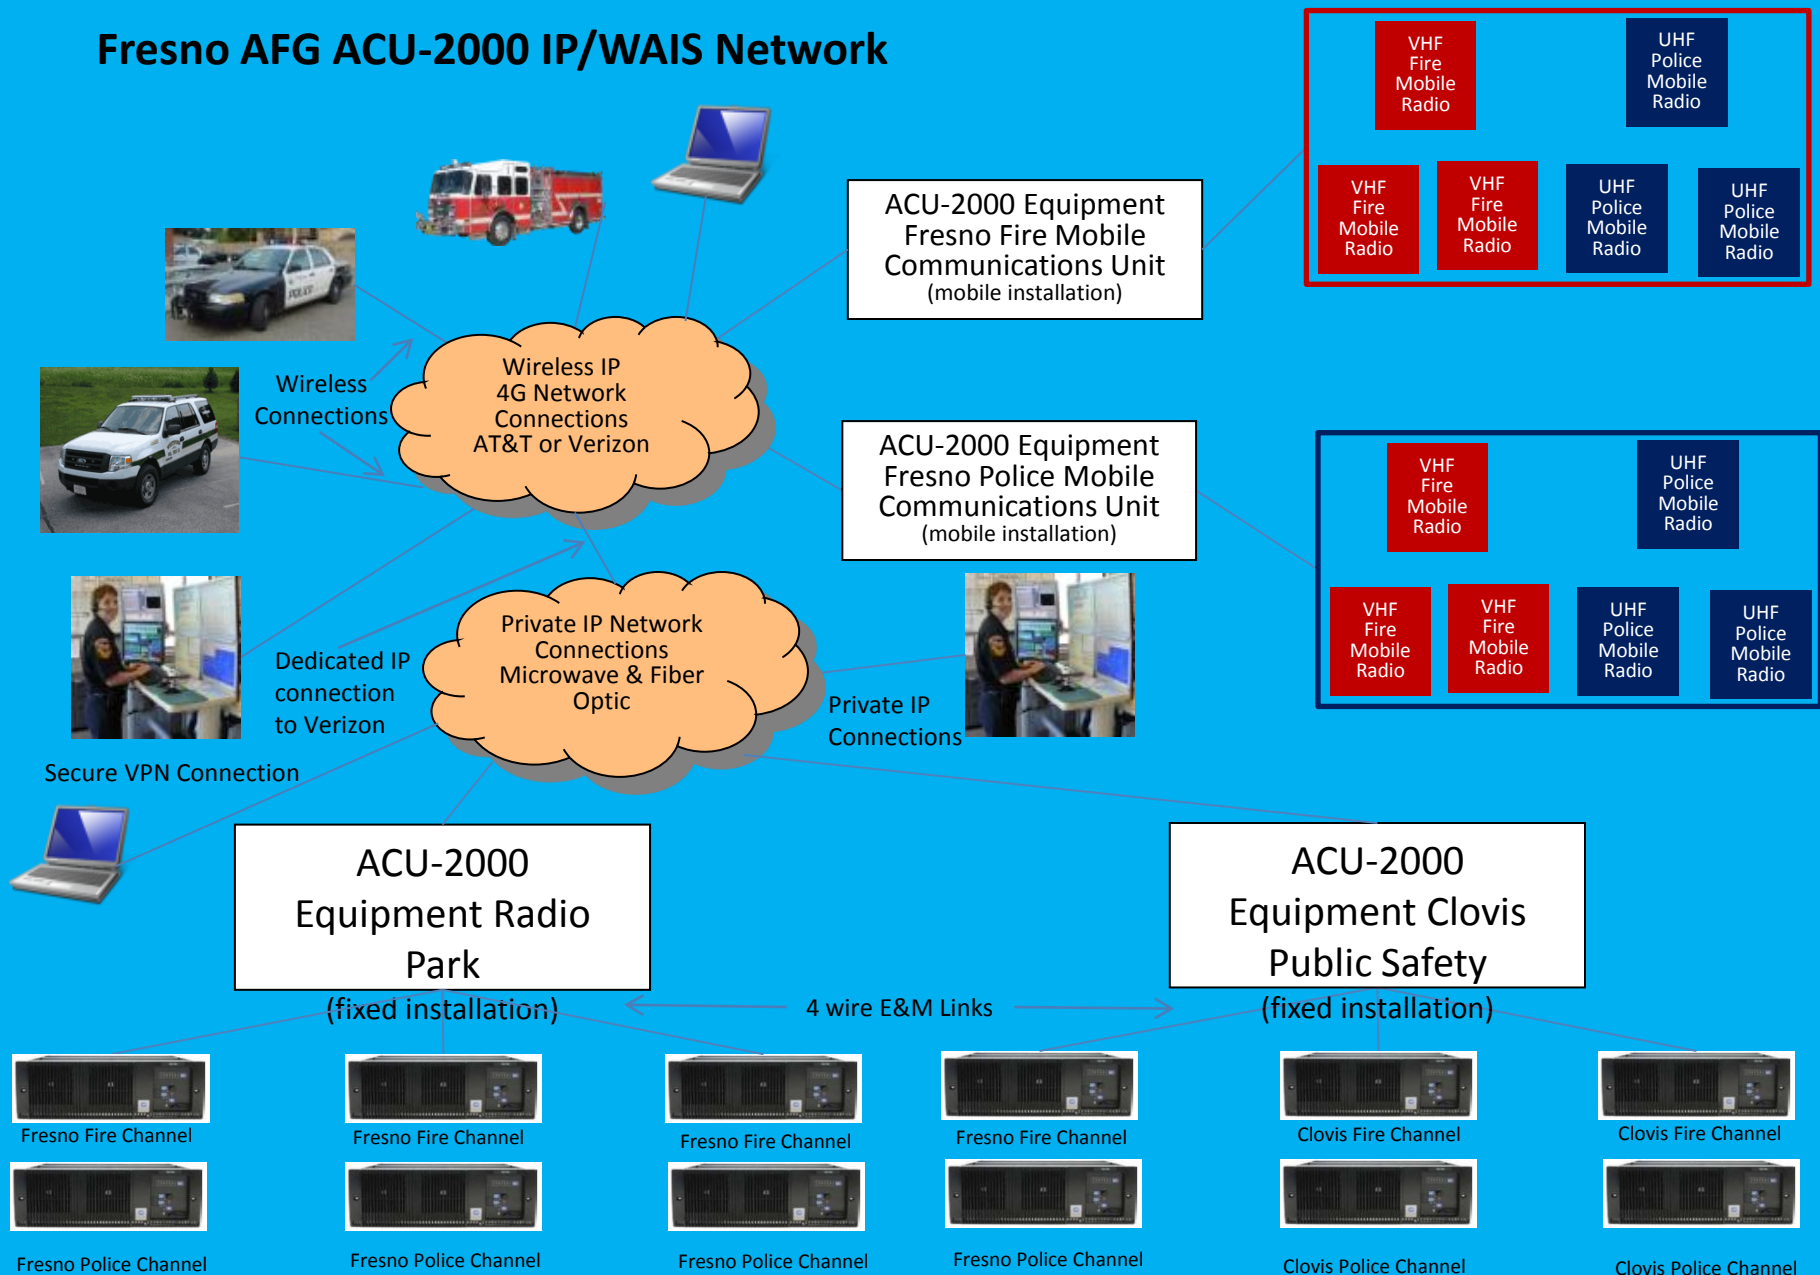 Fresno AFG ACU-2000 IP/WAIS Network
VHF
Fire
Mobile
Radio
UHF
Police
Mobile
Radio
VHF
Fire
Mobile
Radio
VHF
Fire
Mobile
Radio
UHF
Police
Mobile
Radio
UHF
Police
Mobile
Radio
ACU-2000 Equipment
Fresno Fire Mobile
Communications Unit
(mobile installation)
Wireless
Connections
Wireless IP
4G Network
Connections
AT&T or Verizon
ACU-2000 Equipment
Fresno Police Mobile
Communications Unit
(mobile installation)
VHF
Fire
Mobile
Radio
UHF
Police
Mobile
Radio
VHF
Fire
Mobile
Radio
VHF
Fire
Mobile
Radio
UHF
Police
Mobile
Radio
UHF
Police
Mobile
Radio
Private IP Network
Connections
Microwave & Fiber
Optic
Dedicated IP
connection
to Verizon
Private IP
Connections
Secure VPN Connection
ACU-2000
Equipment Radio
Park
(fixed installation)
4 wire E&M Links
ACU-2000
Equipment Clovis
Public Safety
(fixed installation)
Fresno Fire Channel
Fresno Fire Channel
Fresno Fire Channel
Fresno Fire Channel
Clovis Fire Channel
Clovis Fire Channel
Fresno Police Channel
Fresno Police Channel
Fresno Police Channel
Fresno Police Channel
Clovis Police Channel
Clovis Police Channel